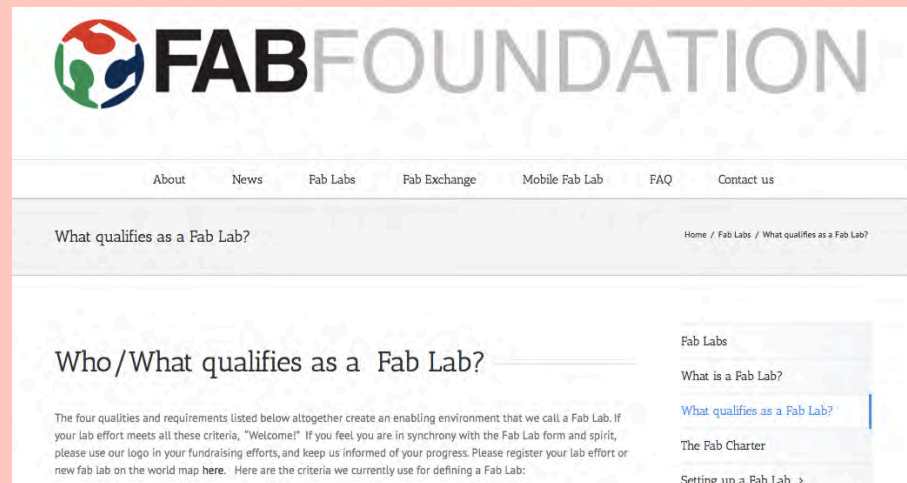 FABFOUNDATION
About News Fab Labs Fab Exchange Mobile Fab Lab FAQ Contact us
What qualifies as a Fab Lab?
Home / Fab Labs / What qualifies as a Fab Lab?
Who/What qualifies as a Fab Lab?
The four qualities and requirements listed below altogether create an enabling environment that we call a Fab Lab. If
your lab effort meets all these criteria, "Welcome!" If you feel you are in synchrony with the Fab Lab form and spirit,
please use our logo in your fundraising efforts, and keep us informed of your progress. Please register your lab effort or
new fab lab on the world map here. Here are the criteria we currently use for defining a Fab Lab:
Fab Labs
What is a Fab Lab?
What qualifies as a Fab Lab?
The Fab Charter
Setting up a Fab Lab >